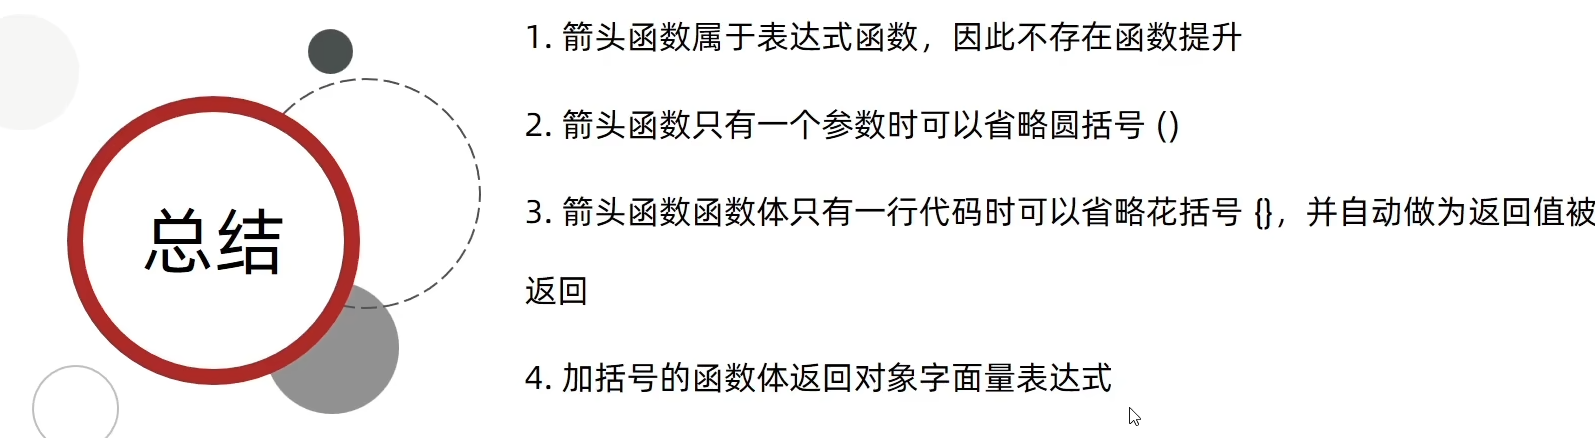 总结
1. 箭头函数属于表达式函数，因此不存在函数提升
2. 箭头函数只有一个参数时可以省略圆括号 ()
3. 箭头函数函数体只有一行代码时可以省略花括号 {}，并自动做为返回值被
返回
4. 加括号的函数体返回对象字面量表达式